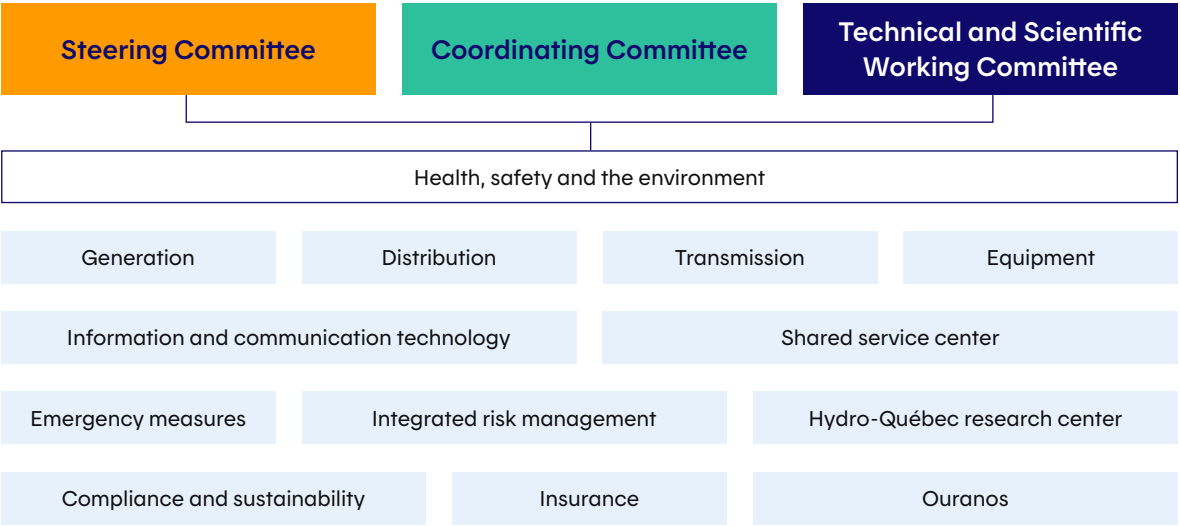 Steering Committee
Coordinating Committee
Technical and Scientific
Working Committee
Health, safety and the environment
Generation
Distribution
Transmission
Equipment
Information and communication technology
Shared service center
Emergency measures
Integrated risk management
Hydro-Québec research center
Compliance and sustainability
Insurance
Ouranos